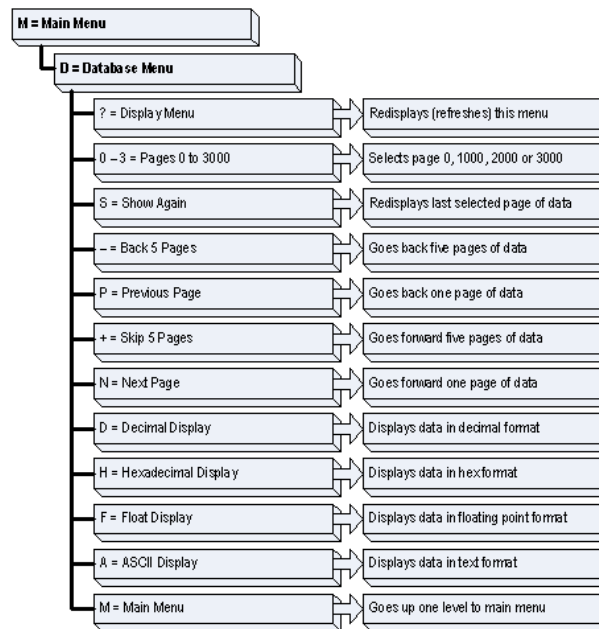 M = Main Menu
D = Database Menu
? = Display Menu
Redisplays (refreshes) this menu
0 – 3 = Pages 0 to 3000
Selects page 0, 1000, 2000 or 3000
S = Show Again
Redisplays last selected page of data
– = Back 5 Pages
Goes back five pages of data
P = Previous Page
Goes back one page of data
+ = Skip 5 Pages
Goes forward five pages of data
N = Next Page
Goes forward one page of data
D = Decimal Display
Displays data in decimal format
H = Hexadecimal Display
Displays data in hex format
F = Float Display
Displays data in floating point format
A = ASCII Display
Displays data in text format
M = Main Menu
Goes up one level to main menu